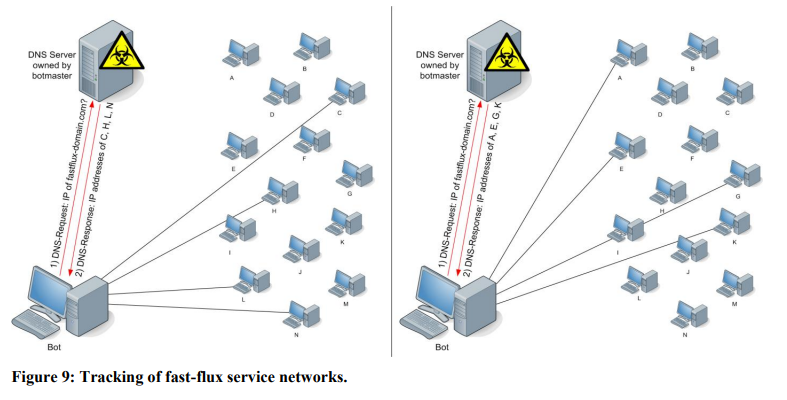 DNS Server
owned by
botmaster
1) DNS-Request: IP of fastflux-domain.com?
2) DNS-Response: IP addresses of C, H, L, N
A
B
D
C
E
F
G
H
I
K
J
L
M
N
Bot
DNS Server
owned by
botmaster
1) DNS-Request: IP of fastflux-domain.com?
2) DNS-Response: IP addresses of A, E, G, K
A
B
D
C
E
F
G
H
I
K
J
L
M
N
Bot
Figure 9: Tracking of fast-flux service networks.